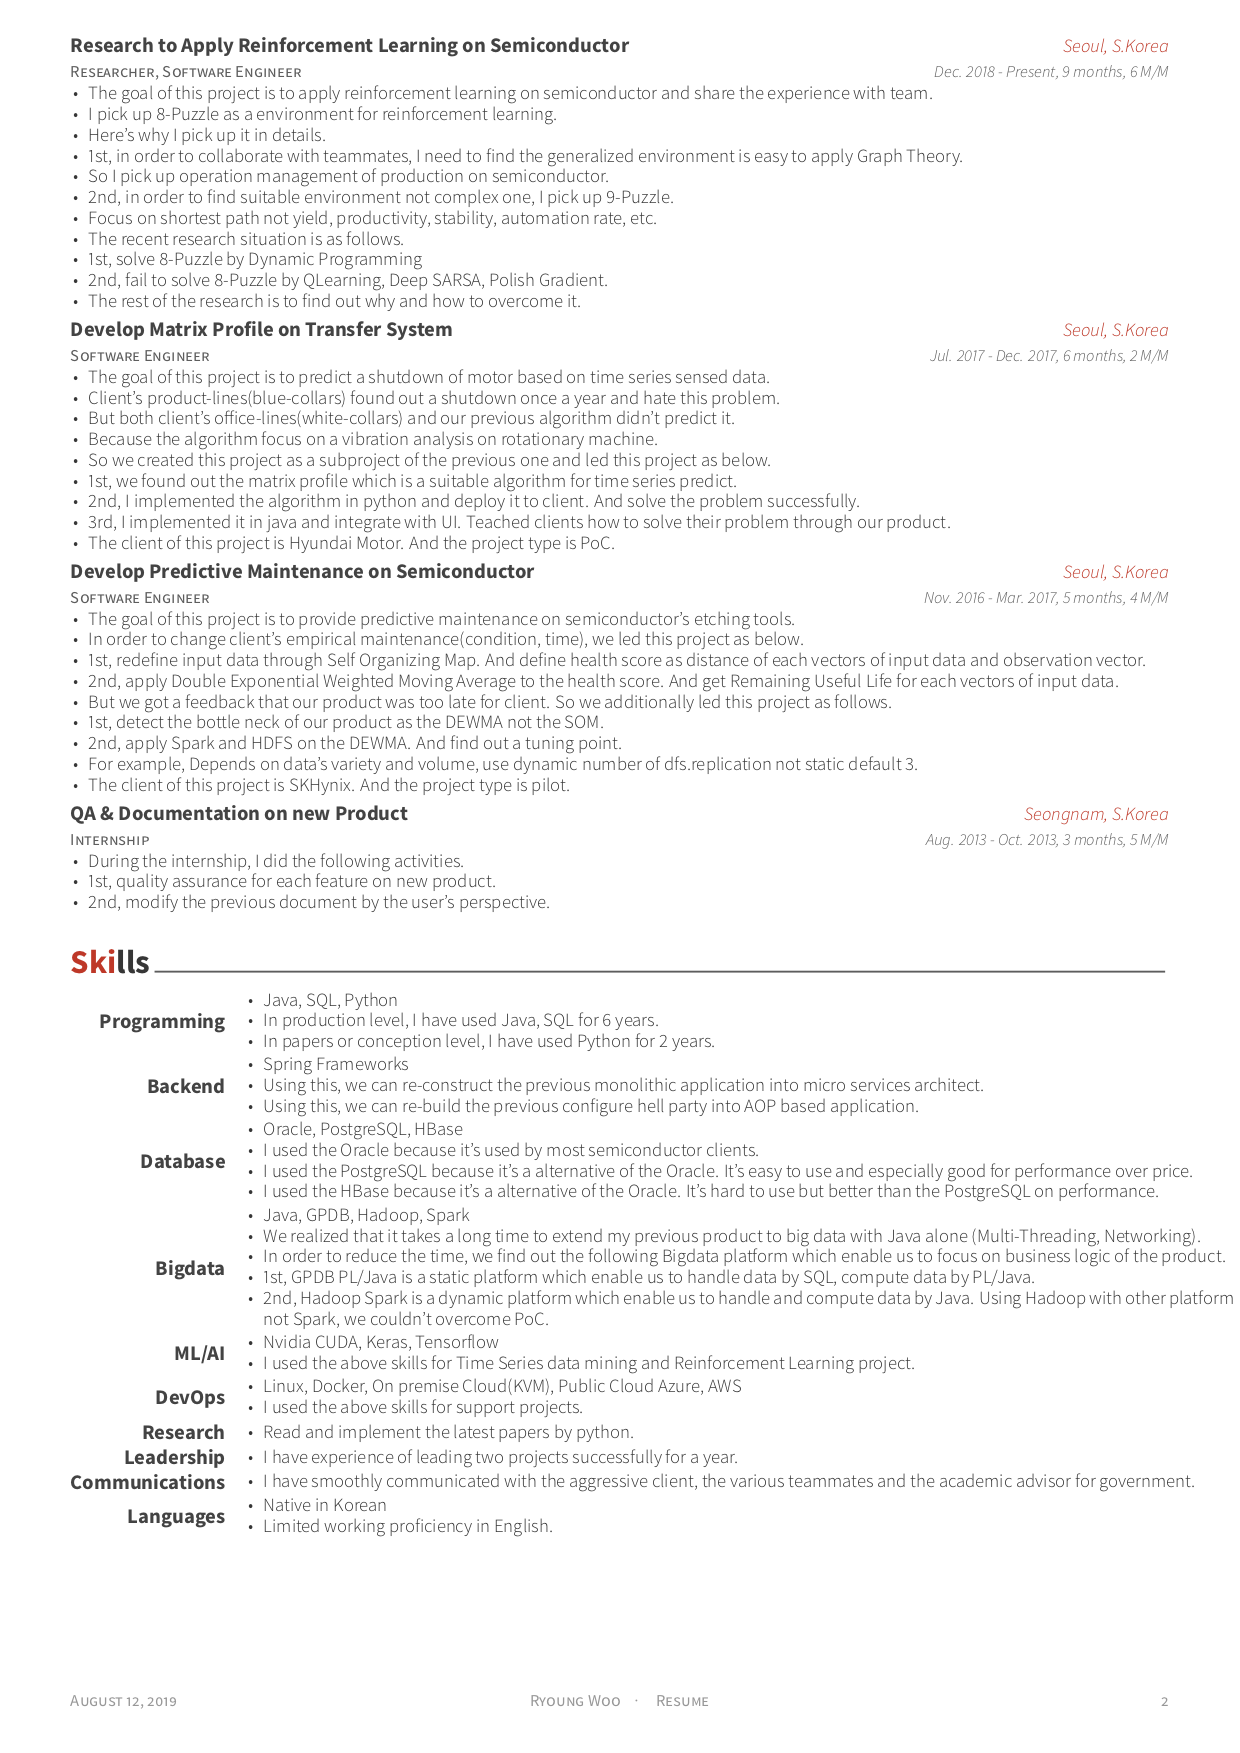 Research to Apply Reinforcement Learning on Semiconductor Seoul, S.Korea
Researcher, Software Engineer Dec. 2018 - Present, 9 months, 6 M/M
• The goal of this project is to apply reinforcement learning on semiconductor and share the experience with team.
• I pick up 8-Puzzle as a environment for reinforcement learning.
• Here’s why I pick up it in details.
• 1st, in order to collaborate with teammates, I need to find the generalized environment is easy to apply Graph Theory.
• So I pick up operation management of production on semiconductor.
• 2nd, in order to find suitable environment not complex one, I pick up 9-Puzzle.
• Focus on shortest path not yield, productivity, stability, automation rate, etc.
• The recent research situation is as follows.
• 1st, solve 8-Puzzle by Dynamic Programming
• 2nd, fail to solve 8-Puzzle by QLearning, Deep SARSA, Polish Gradient.
• The rest of the research is to find out why and how to overcome it.
Develop Matrix Profile on Transfer System Seoul, S.Korea
Software Engineer Jul. 2017 - Dec. 2017, 6 months, 2 M/M
• The goal of this project is to predict a shutdown of motor based on time series sensed data.
• Client’s product-lines(blue-collars) found out a shutdown once a year and hate this problem.
• But both client’s office-lines(white-collars) and our previous algorithm didn’t predict it.
• Because the algorithm focus on a vibration analysis on rotationary machine.
• So we created this project as a subproject of the previous one and led this project as below.
• 1st, we found out the matrix profile which is a suitable algorithm for time series predict.
• 2nd, I implemented the algorithm in python and deploy it to client. And solve the problem successfully.
• 3rd, I implemented it in java and integrate with UI. Teached clients how to solve their problem through our product.
• The client of this project is Hyundai Motor. And the project type is PoC.
Develop Predictive Maintenance on Semiconductor Seoul, S.Korea
Software Engineer Nov. 2016 - Mar. 2017, 5 months, 4 M/M
• The goal of this project is to provide predictive maintenance on semiconductor’s etching tools.
• In order to change client’s empirical maintenance(condition, time), we led this project as below.
• 1st, redefine input data through Self Organizing Map. And define health score as distance of each vectors of input data and observation vector.
• 2nd, apply Double Exponential Weighted Moving Average to the health score. And get Remaining Useful Life for each vectors of input data.
• But we got a feedback that our product was too late for client. So we additionally led this project as follows.
• 1st, detect the bottle neck of our product as the DEWMA not the SOM.
• 2nd, apply Spark and HDFS on the DEWMA. And find out a tuning point.
• For example, Depends on data’s variety and volume, use dynamic number of dfs.replication not static default 3.
• The client of this project is SKHynix. And the project type is pilot.
QA & Documentation on new Product Seongnam, S.Korea
Internship Aug. 2013 - Oct. 2013, 3 months, 5 M/M
• During the internship, I did the following activities.
• 1st, quality assurance for each feature on new product.
• 2nd, modify the previous document by the user’s perspective.
Skills
Programming
• Java, SQL, Python
• In production level, I have used Java, SQL for 6 years.
• In papers or conception level, I have used Python for 2 years.
Backend
• Spring Frameworks
• Using this, we can re-construct the previous monolithic application into micro services architect.
• Using this, we can re-build the previous configure hell party into AOP based application.
Database
• Oracle, PostgreSQL, HBase
• I used the Oracle because it’s used by most semiconductor clients.
• I used the PostgreSQL because it’s a alternative of the Oracle. It’s easy to use and especially good for performance over price.
• I used the HBase because it’s a alternative of the Oracle. It’s hard to use but better than the PostgreSQL on performance.
Bigdata
• Java, GPDB, Hadoop, Spark
• We realized that it takes a long time to extend my previous product to big data with Java alone (Multi-Threading, Networking).
• In order to reduce the time, we find out the following Bigdata platform which enable us to focus on business logic of the product.
• 1st, GPDB PL/Java is a static platform which enable us to handle data by SQL, compute data by PL/Java.
• 2nd, Hadoop Spark is a dynamic platform which enable us to handle and compute data by Java. Using Hadoop with other platform
not Spark, we couldn’t overcome PoC.
ML/AI
• Nvidia CUDA, Keras, Tensorflow
• I used the above skills for Time Series data mining and Reinforcement Learning project.
DevOps
• Linux, Docker, On premise Cloud(KVM), Public Cloud Azure, AWS
• I used the above skills for support projects.
Research • Read and implement the latest papers by python.
Leadership • I have experience of leading two projects successfully for a year.
Communications • I have smoothly communicated with the aggressive client, the various teammates and the academic advisor for government.
Languages
• Native in Korean
• Limited working proficiency in English.
August 12, 2019 Ryoung Woo · Resume 2